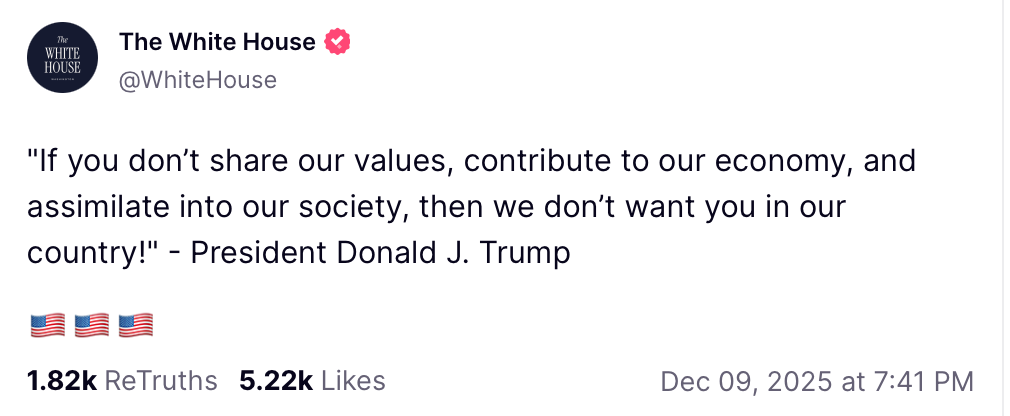 The White House
@WhiteHouse
The
WHITE
HOUSE
"If you don’t share our values, contribute to our economy, and
assimilate into our society, then we don’t want you in our
country!" - President Donald J. Trump
🇺🇸 🇺🇸 🇺🇸
1.82k ReTruths 5.22k Likes Dec 09, 2025 at 7:41 PM